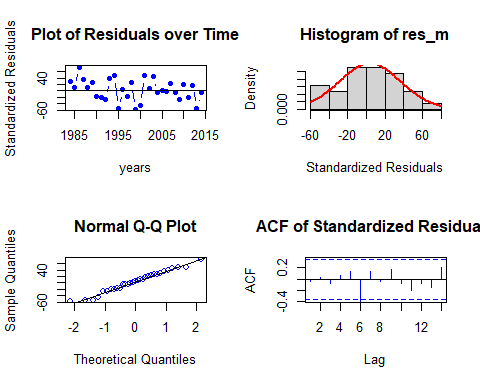 Plot of Residuals over Time
Standardized Residuals
40
-60
1985
1995
2005
2015
years
Histogram of res_m
Density
0.000
-60
-20
20
60
Standardized Residuals
Normal Q-Q Plot
Sample Quantiles
40
-60
-2
-1
0
1
2
Theoretical Quantiles
ACF of Standardized Residua
ACF
0.2
-0.4
2
4
6
8
12
Lag